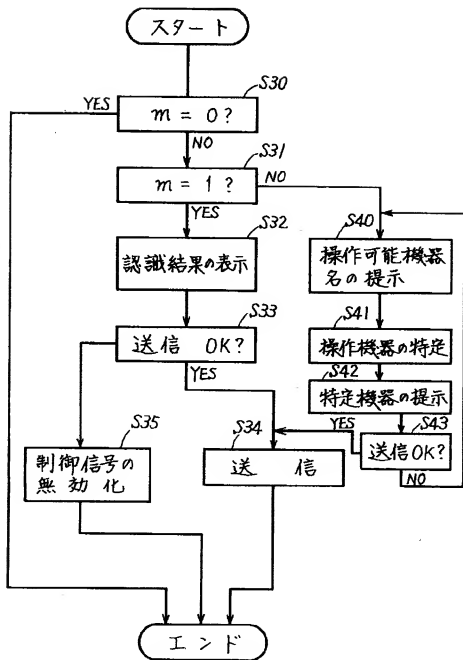 スタート
S30
YES
m = 0?
NO
S31
m = 1?
NO
YES
S32
認識結果の表示
S33
送信 OK?
YES
S35
制御信号の
無効化
S34
送信
S40
操作可能機器
名の提示
S41
操作機器の特定
S42
特定機器の提示
S43
YES
送信OK?
NO
エンド